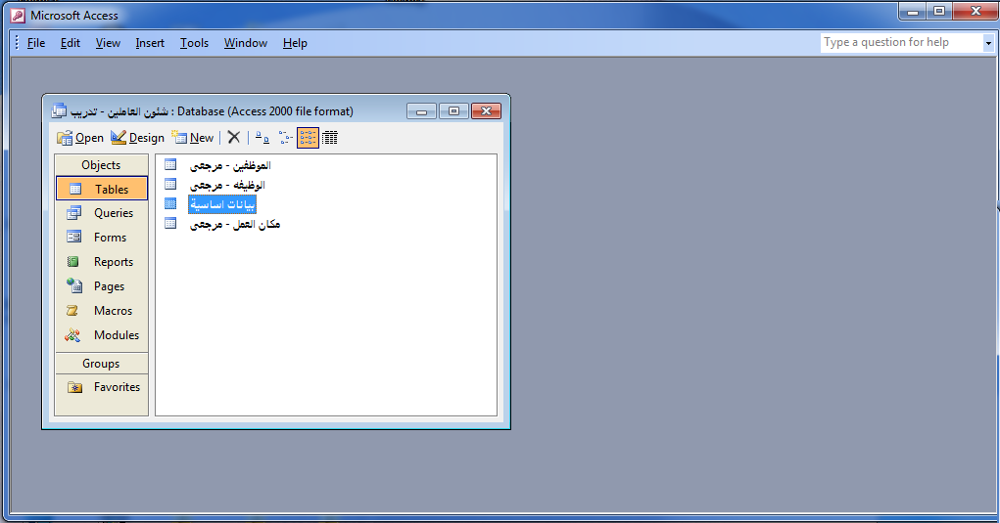 Microsoft Access
File Edit View Insert Tools Window Help
Type a question for help
شئون العاملين - تدريب : Database (Access 2000 file format)
Open Design New
Objects
Tables
Queries
Forms
Reports
Pages
Macros
Modules
Groups
Favorites
الموظفين - مرجعى
الوظيفه - مرجعى
بيانات اساسية
مكان العمل - مرجعى